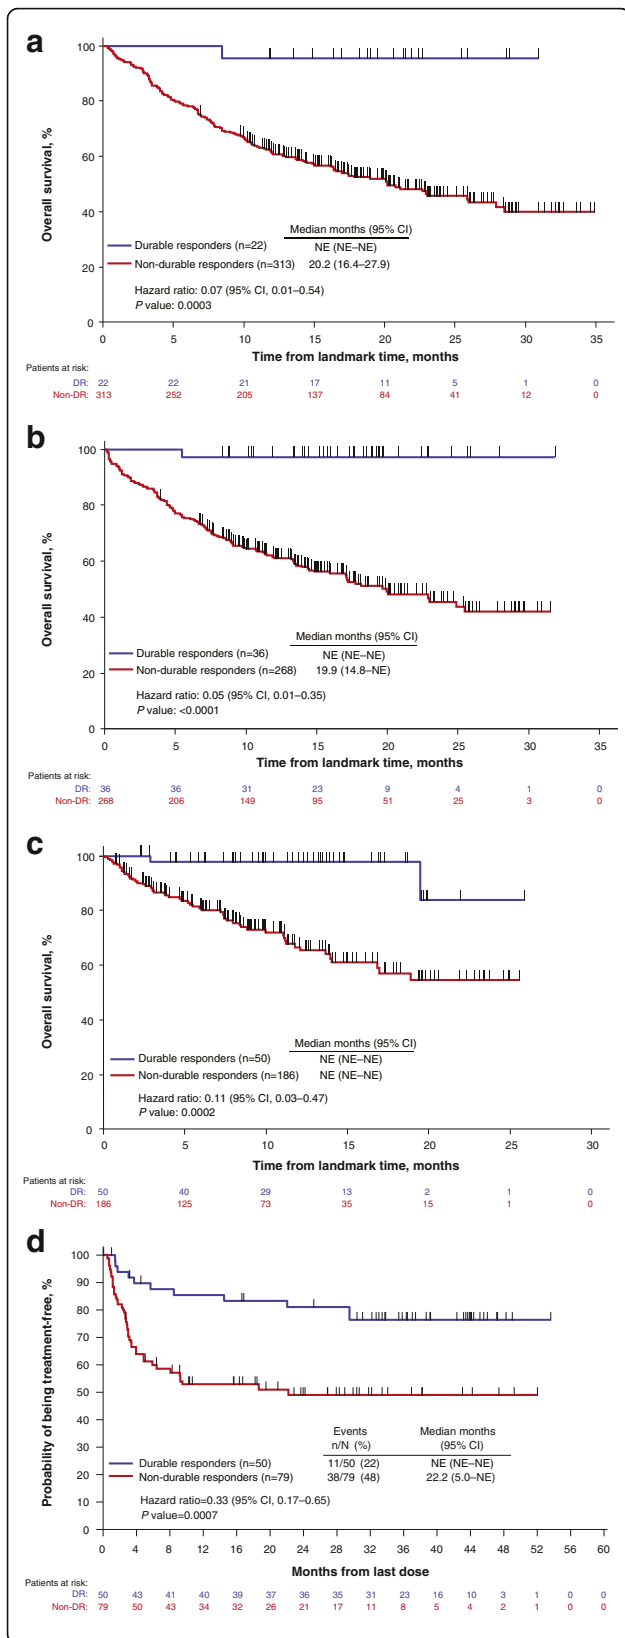 a
100
80
60
40
20
0
Overall survival, %
Median months (95% CI)
Durable responders (n=22) NE (NE–NE)
Non-durable responders (n=313) 20.2 (16.4–27.9)
Hazard ratio: 0.07 (95% CI, 0.01–0.54)
P value: 0.0003
0 5 10 15 20 25 30 35
Time from landmark time, months
Patients at risk:
DR: 22 22 21 17 11 5 1 0
Non-DR: 313 252 205 137 84 41 12 0
b
100
80
60
40
20
0
Overall survival, %
Median months (95% CI)
Durable responders (n=36) NE (NE–NE)
Non-durable responders (n=268) 19.9 (14.8–NE)
Hazard ratio: 0.05 (95% CI, 0.01–0.35)
P value: <0.0001
0 5 10 15 20 25 30 35
Time from landmark time, months
Patients at risk:
DR: 36 36 31 23 9 4 1 0
Non-DR: 268 206 149 95 51 25 3 0
c
100
80
60
40
20
0
Overall survival, %
Median months (95% CI)
Durable responders (n=50) NE (NE–NE)
Non-durable responders (n=186) NE (NE–NE)
Hazard ratio: 0.11 (95% CI, 0.03–0.47)
P value: 0.0002
0 5 10 15 20 25 30
Time from landmark time, months
Patients at risk:
DR: 50 40 29 13 2 1 0
Non-DR: 186 125 73 35 15 1 0
d
100
90
80
70
60
50
40
30
20
10
0
Probability of being treatment-free, %
Events Median months
n/N (%) (95% CI)
Durable responders (n=50) 11/50 (22) NE (NE–NE)
Non-durable responders (n=79) 38/79 (48) 22.2 (5.0–NE)
Hazard ratio=0.33 (95% CI, 0.17–0.65)
P value=0.0007
0 4 8 12 16 20 24 28 32 36 40 44 48 52 56 60
Months from last dose
Patients at risk:
DR: 50 43 41 40 39 37 36 35 31 23 16 10 3 1 0 0
Non-DR: 79 50 43 34 32 26 21 17 11 8 5 4 2 1 0 0